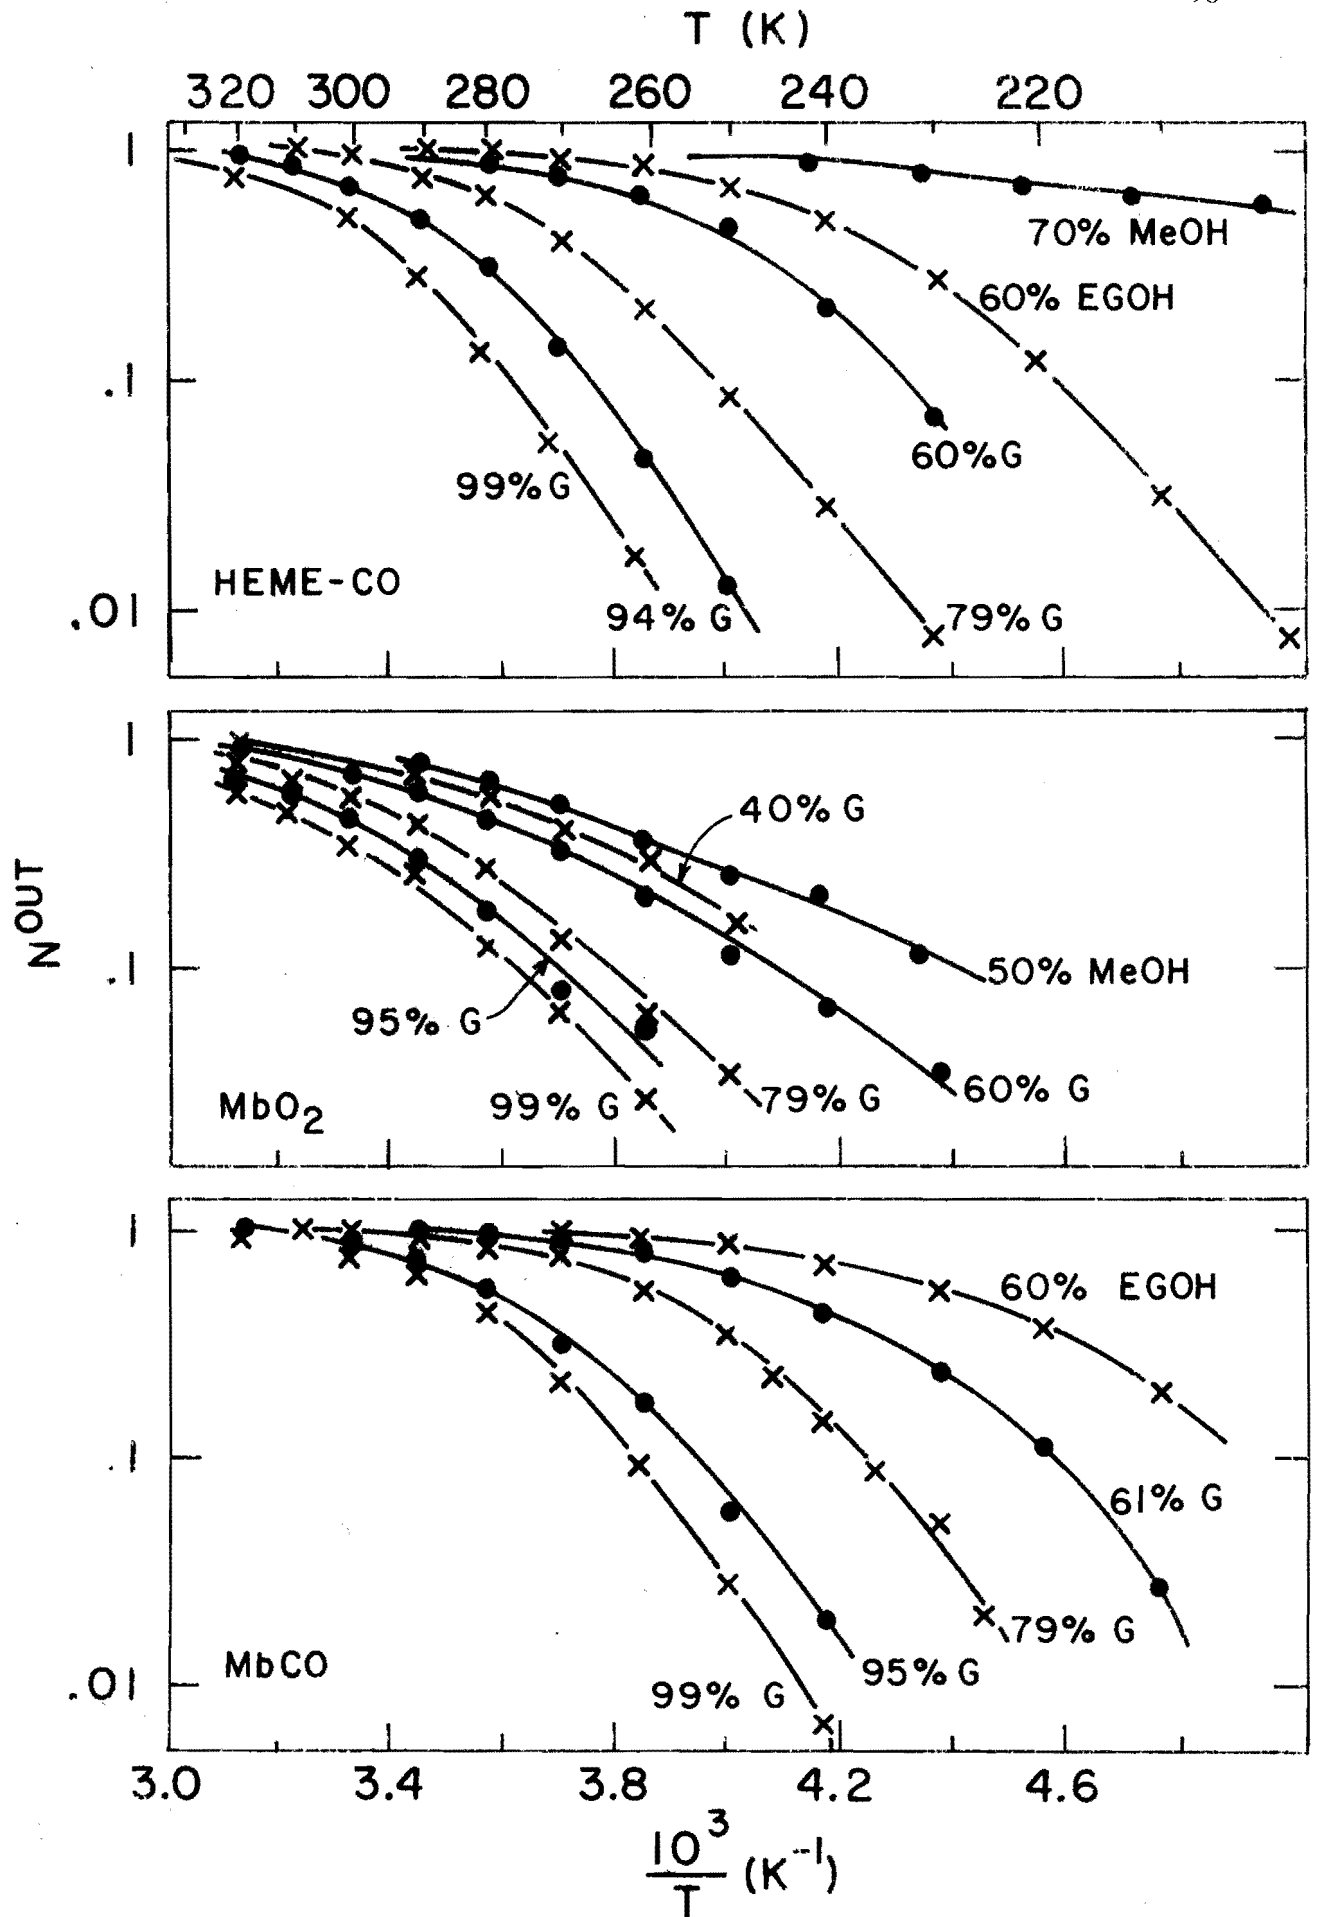 T (K)
320 300 280 260 240 220
1
70% MeOH
60% EGOH
.1
60% G
99% G
HEME-CO
.01
94% G
79% G
1
40% G
N^OUT
.1
50% MeOH
95% G
60% G
79% G
99% G
MbO2
1
60% EGOH
.1
61% G
79% G
MbCO
95% G
99% G
.01
3.0 3.4 3.8 4.2 4.6
10^3
T
(K^-1)